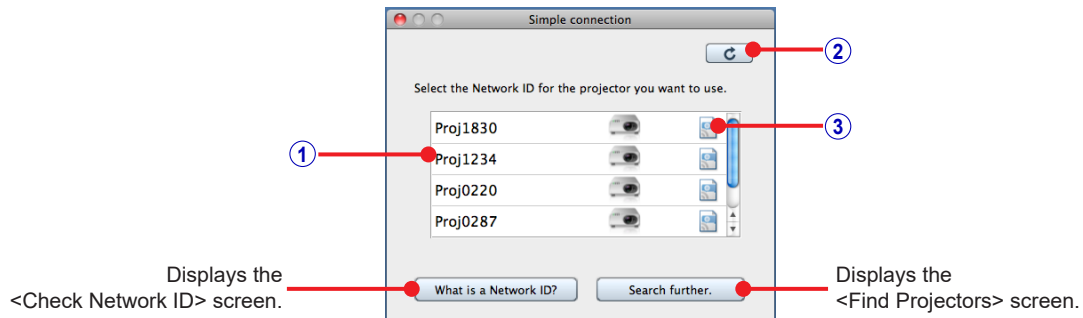 Simple connection
2
Select the Network ID for the projector you want to use.
Proj1830
3
1
Proj1234
Proj0220
Proj0287
Displays the
<Check Network ID> screen.
What is a Network ID?
Search further.
Displays the
<Find Projectors> screen.